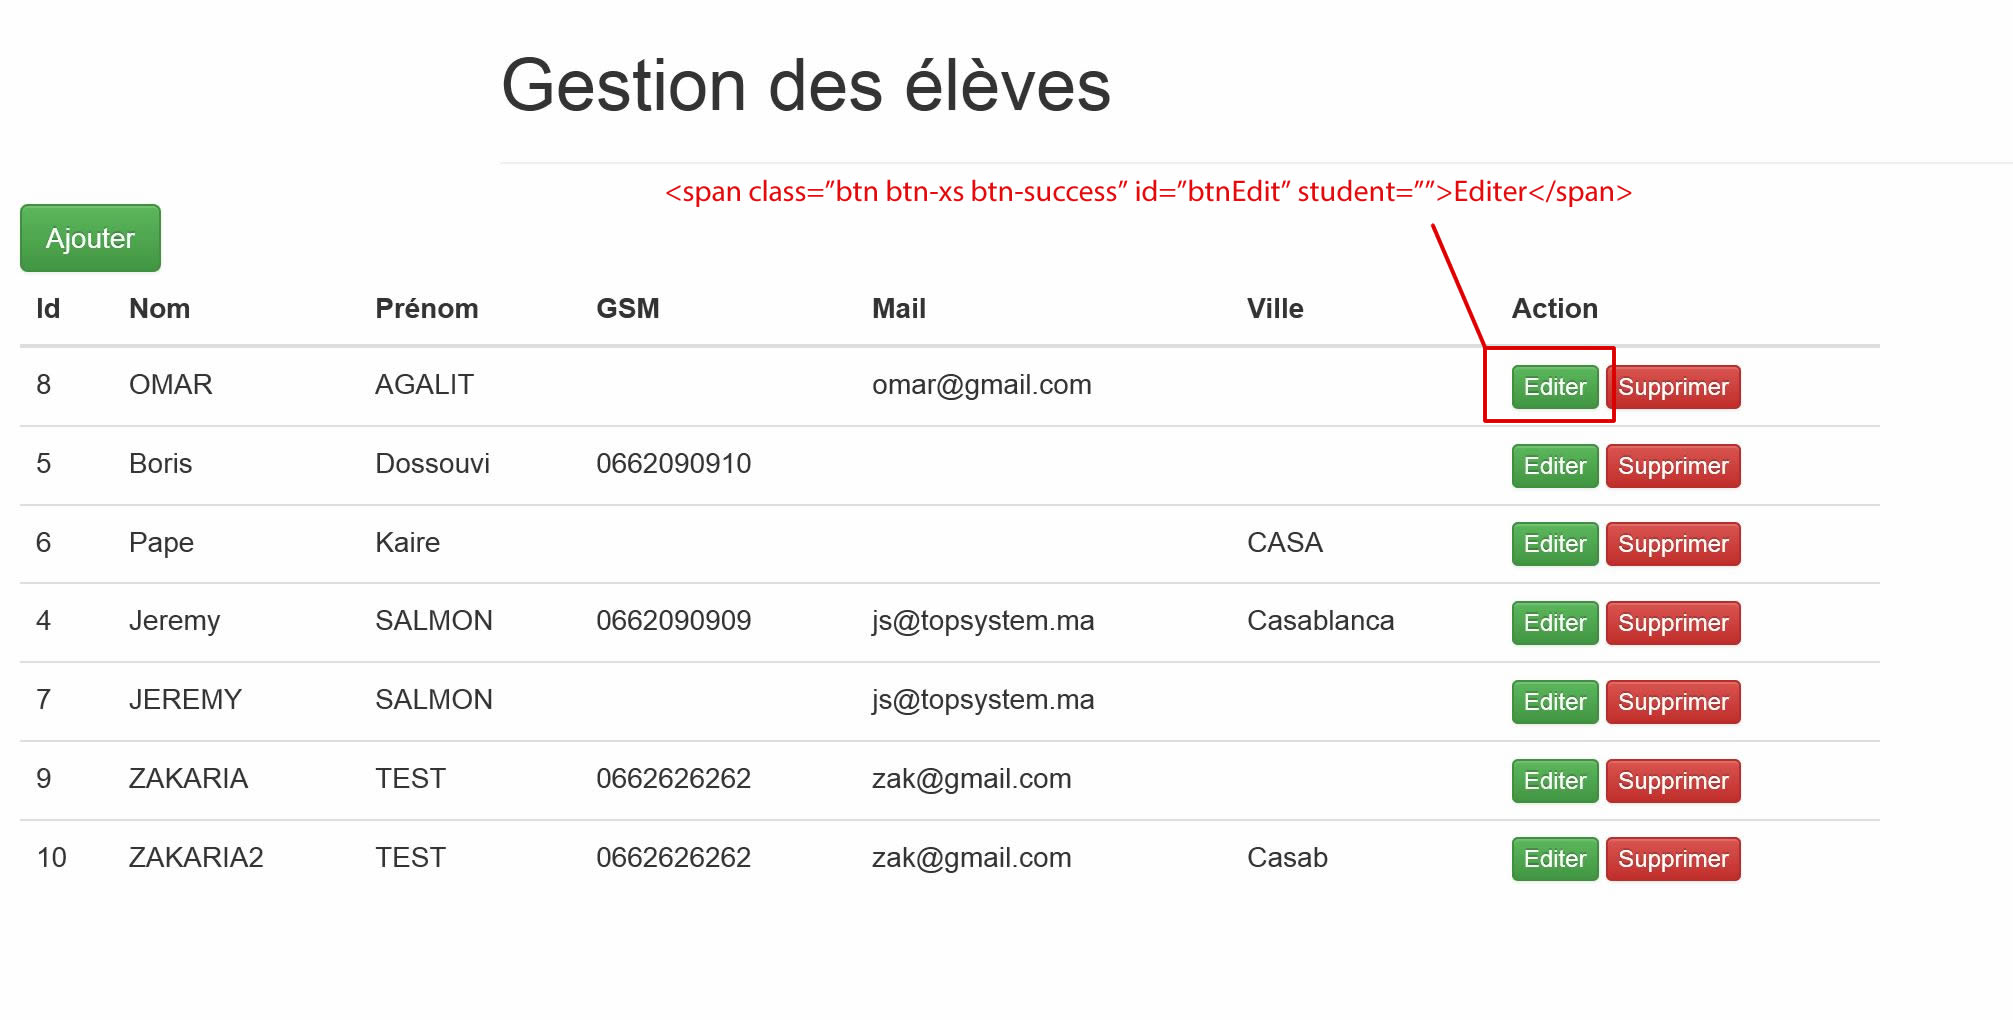 Gestion des élèves
<span class=”btn btn-xs btn-success” id=”btnEdit” student=””>Editer</span>
Ajouter
Id Nom Prénom GSM Mail Ville Action
8 OMAR AGALIT omar@gmail.com Editer Supprimer
5 Boris Dossouvi 0662090910 Editer Supprimer
6 Pape Kaire CASA Editer Supprimer
4 Jeremy SALMON 0662090909 js@topsystem.ma Casablanca Editer Supprimer
7 JEREMY SALMON js@topsystem.ma Editer Supprimer
9 ZAKARIA TEST 0662626262 zak@gmail.com Editer Supprimer
10 ZAKARIA2 TEST 0662626262 zak@gmail.com Casab Editer Supprimer